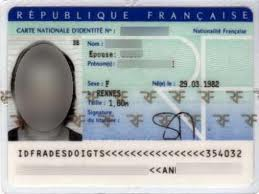 RÉPUBLIQUE FRANÇAISE
CARTE NATIONALE D'IDENTITÉ N° :
Nationalité Française
Nom :
Epouse :
Prénom(s) :
Sexe : F
Né(e) le : 29.03.1982
à : RENNES
Taille : 1,60m
Signature
du titulaire :
IDFRADESDOIGTS<<<<<<<<<<<<<<<<354032
<<ANI